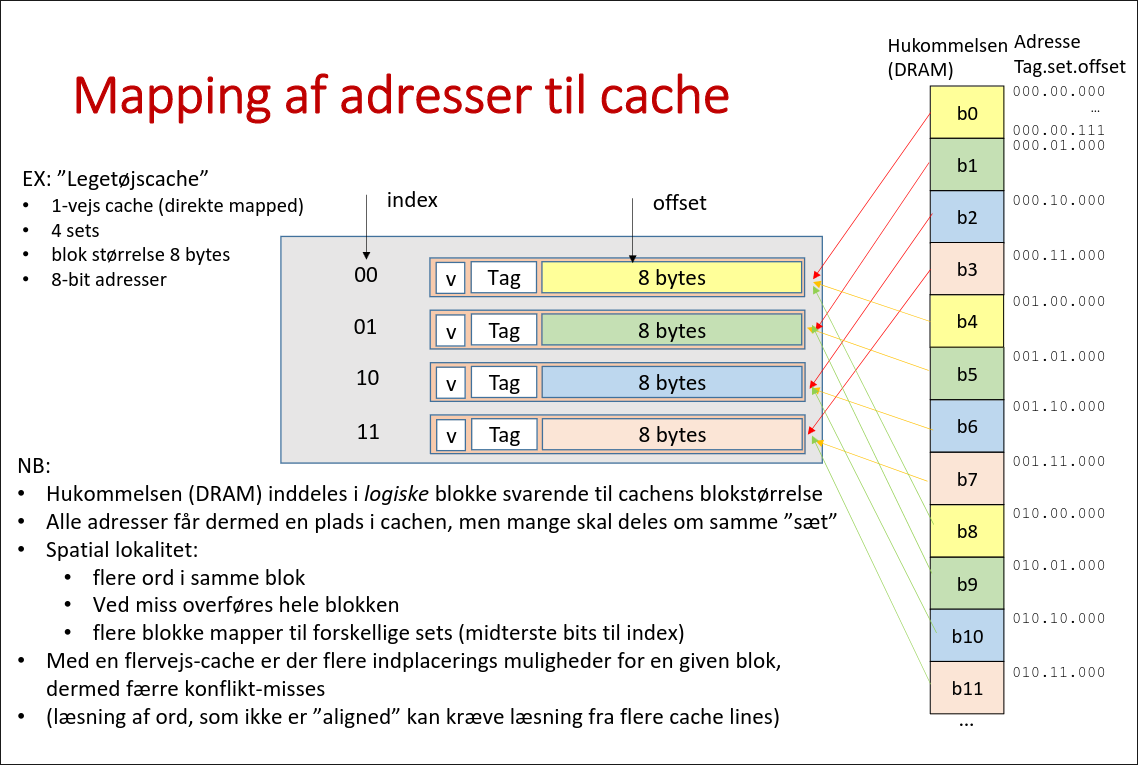 Mapping af adresser til cache
EX: ”Legetøjscache”
• 1-vejs cache (direkte mapped)
• 4 sets
• blok størrelse 8 bytes
• 8-bit adresser
index
offset
00 v Tag 8 bytes
01 v Tag 8 bytes
10 v Tag 8 bytes
11 v Tag 8 bytes
NB:
• Hukommelsen (DRAM) inddeles i logiske blokke svarende til cachens blokstørrelse
• Alle adresser får dermed en plads i cachen, men mange skal deles om samme ”sæt”
• Spatial lokalitet:
• flere ord i samme blok
• Ved miss overføres hele blokken
• flere blokke mapper til forskellige sets (midterste bits til index)
• Med en flervejs-cache er der flere indplacerings muligheder for en given blok,
dermed færre konflikt-misses
• (læsning af ord, som ikke er ”aligned” kan kræve læsning fra flere cache lines)
Hukommelsen
(DRAM)
Adresse
Tag.set.offset
b0
b1
b2
b3
b4
b5
b6
b7
b8
b9
b10
b11
...
000.00.000
…
000.00.111
000.01.000
000.10.000
000.11.000
001.00.000
001.01.000
001.10.000
001.11.000
010.00.000
010.01.000
010.10.000
010.11.000